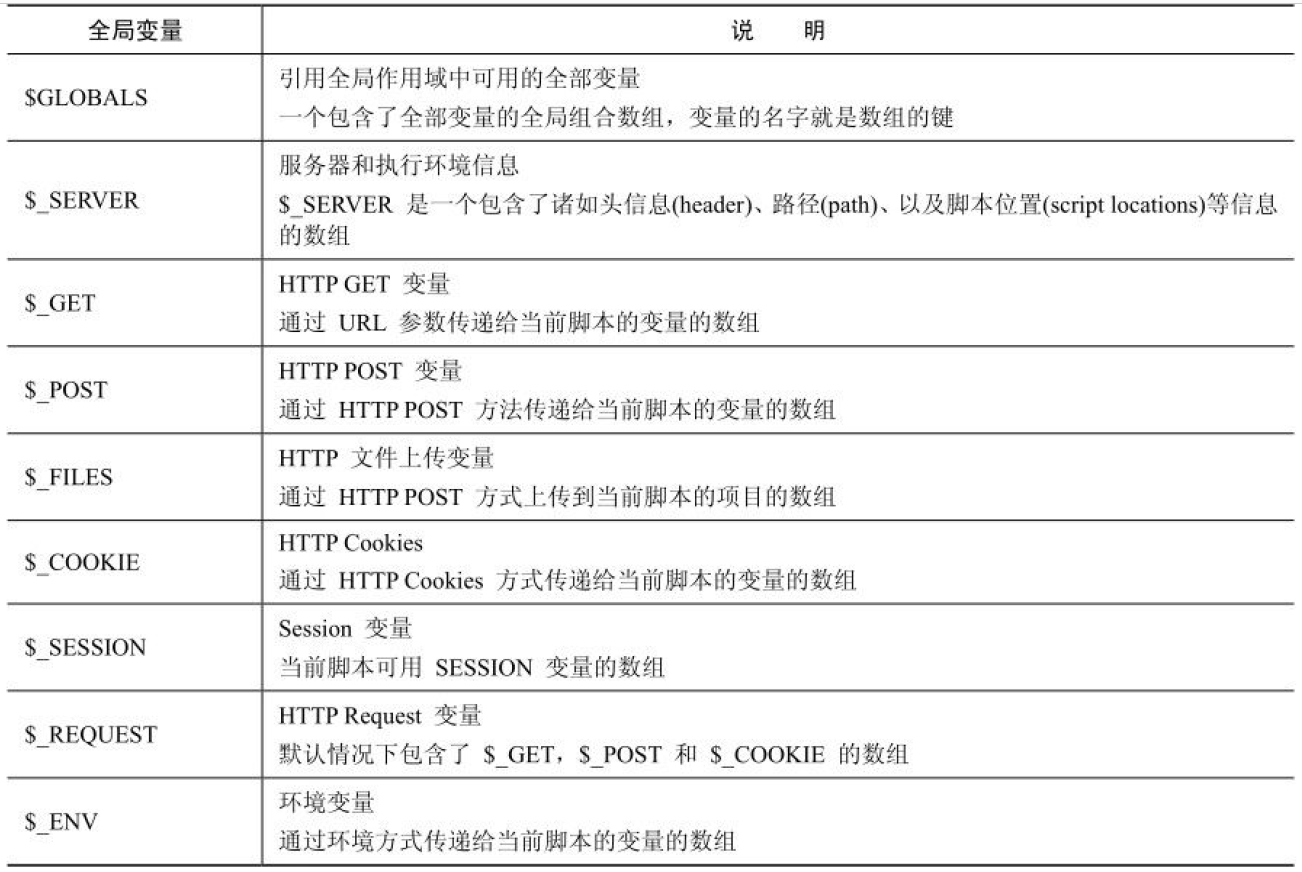 全局变量
说 明
$GLOBALS
引用全局作用域中可用的全部变量
一个包含了全部变量的全局组合数组，变量的名字就是数组的键
$_SERVER
服务器和执行环境信息
$_SERVER 是一个包含了诸如头信息(header)、路径(path)、以及脚本位置(script locations)等信息
的数组
$_GET
HTTP GET 变量
通过 URL 参数传递给当前脚本的变量的数组
$_POST
HTTP POST 变量
通过 HTTP POST 方法传递给当前脚本的变量的数组
$_FILES
HTTP 文件上传变量
通过 HTTP POST 方式上传到当前脚本的项目的数组
$_COOKIE
HTTP Cookies
通过 HTTP Cookies 方式传递给当前脚本的变量的数组
$_SESSION
Session 变量
当前脚本可用 SESSION 变量的数组
$_REQUEST
HTTP Request 变量
默认情况下包含了 $_GET，$_POST 和 $_COOKIE 的数组
$_ENV
环境变量
通过环境方式传递给当前脚本的变量的数组